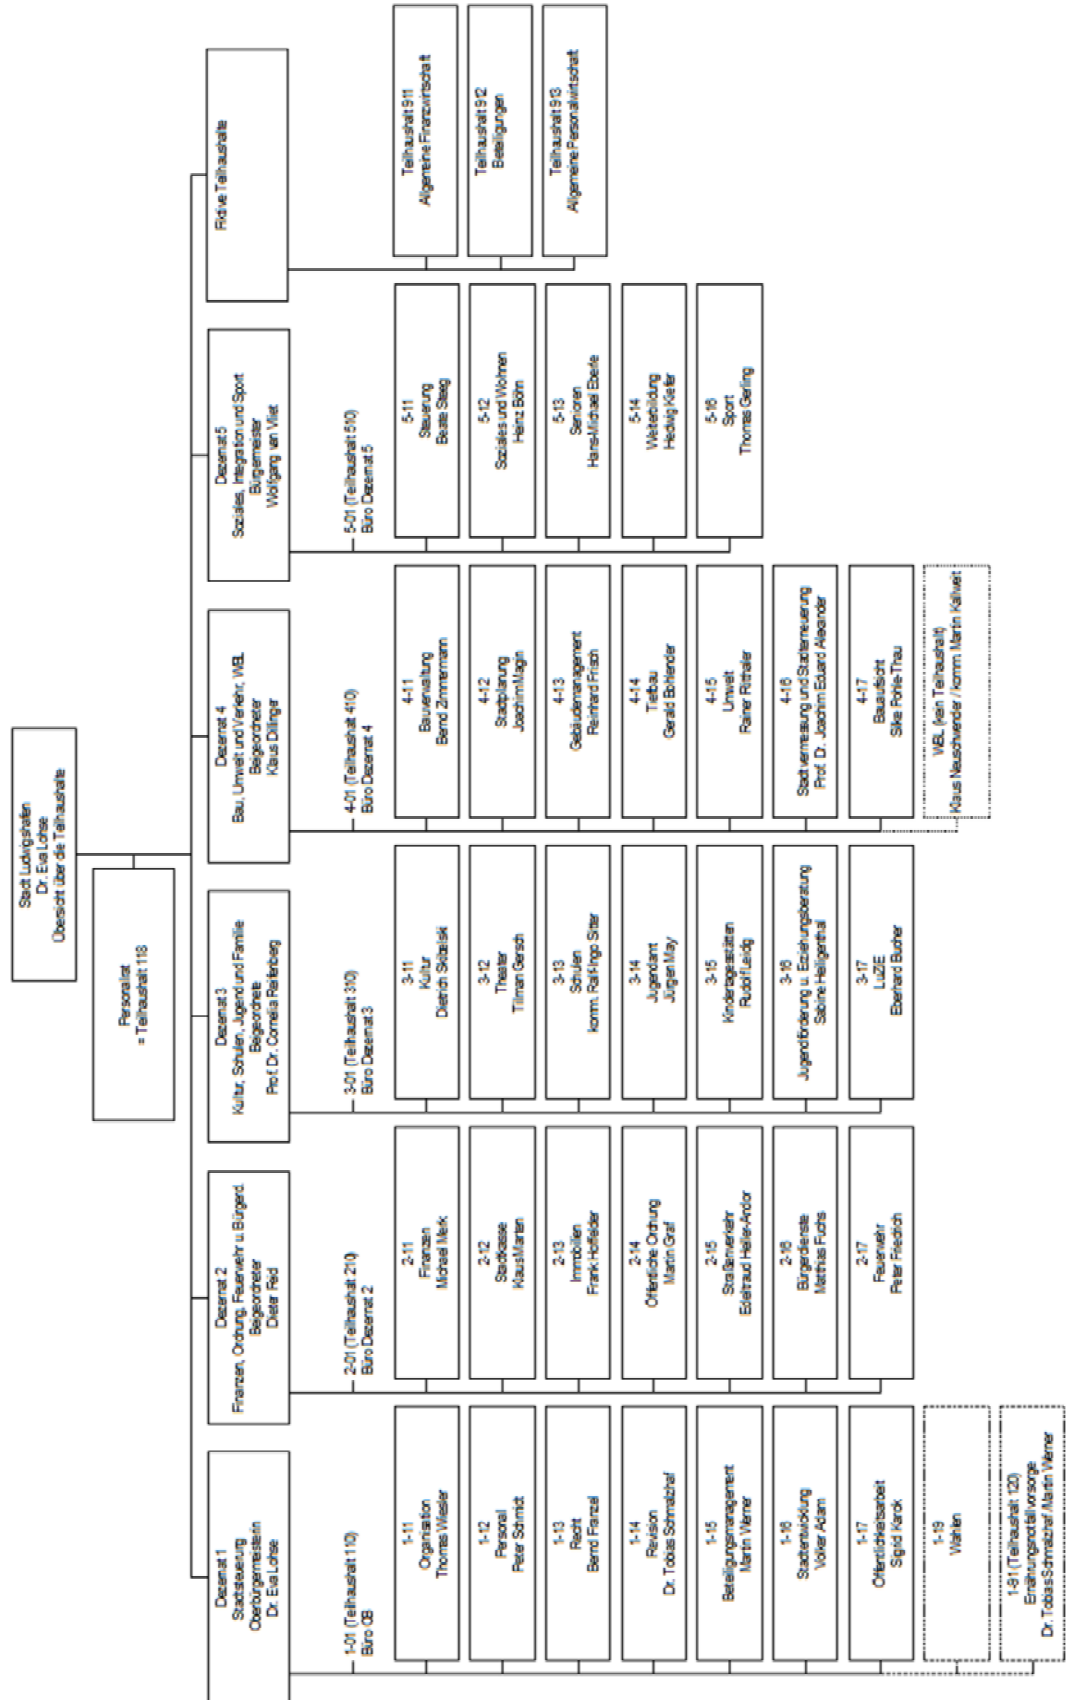 Stadt Ludwigshafen
Dr. Eva Lohse
Übersicht über die Teilhaushalte
Personalrat
= Teilhaushalt 118
Dezernat 1
Stadtsteuerung
Oberbürgermeisterin
Dr. Eva Lohse
1-01 (Teilhaushalt 110)
Büro OB
1-11
Organisation
Thomas Wiesler
1-12
Personal
Peter Schmidt
1-13
Recht
Bernd Franzel
1-14
Revision
Dr. Tobias Schmalzhaf
1-15
Beteiligungsmanagement
Martin Werner
1-16
Stadtentwicklung
Volker Adam
1-17
Öffentlichkeitsarbeit
Sigrid Karck
1-19
Wahlen
1-91 (Teilhaushalt 120)
Ernährungsnotfallvorsorge
Dr. Tobias Schmalzhaf /Martin Werner
Dezernat 2
Finanzen, Ordnung, Feuerwehr u. Bürgerd.
Beigeordneter
Dieter Feid
2-01 (Teilhaushalt 210)
Büro Dezernat 2
2-11
Finanzen
Michael Merk
2-12
Stadtkasse
Klaus Marten
2-13
Immobilien
Frank Hoffelder
2-14
Öffentliche Ordnung
Martin Graf
2-15
Straßenverkehr
Edeltraud Heller-Andor
2-16
Bürgerdienste
Matthias Fuchs
2-17
Feuerwehr
Peter Friedrich
Dezernat 3
Kultur, Schulen, Jugend und Familie
Beigeordnete
Prof. Dr. Cornelia Reifenberg
3-01 (Teilhaushalt 310)
Büro Dezernat 3
3-11
Kultur
Dietrich Skibelski
3-12
Theater
Tilman Gersch
3-13
Schulen
komm. Ralf-Ingo Sitter
3-14
Jugendamt
Jürgen May
3-15
Kindertagesstätten
Rudolf Leidig
3-16
Jugendförderung u. Erziehungsberatung
Sabine Heiligenthal
3-17
LuZiE
Eberhard Bucher
Dezernat 4
Bau, Umwelt und Verkehr, WBL
Beigeordneter
Klaus Dillinger
4-01 (Teilhaushalt 410)
Büro Dezernat 4
4-11
Bauverwaltung
Bernd Zimmermann
4-12
Stadtplanung
Joachim Magin
4-13
Gebäudemanagement
Reinhard Frisch
4-14
Tiefbau
Gerald Bohlender
4-15
Umwelt
Rainer Ritthaler
4-16
Stadtvermessung und Stadterneuerung
Prof. Dr. Joachim Eduard Alexander
4-17
Bauaufsicht
Silke Pohle-Thau
WBL (kein Teilhaushalt)
Klaus Neuschwender / komm. Martin Kallweit
Dezernat 5
Soziales, Integration und Sport
Bürgermeister
Wolfgang van Vliet
5-01 (Teilhaushalt 510)
Büro Dezernat 5
5-11
Steuerung
Beate Steeg
5-12
Soziales und Wohnen
Heinz Böhn
5-13
Senioren
Hans-Michael Eberle
5-14
Weiterbildung
Hedwig Kiefer
5-16
Sport
Thomas Gerling
Fiktive Teilhaushalte
Teilhaushalt 911
Allgemeine Finanzwirtschaft
Teilhaushalt 912
Beteiligungen
Teilhaushalt 913
Allgemeine Personalwirtschaft